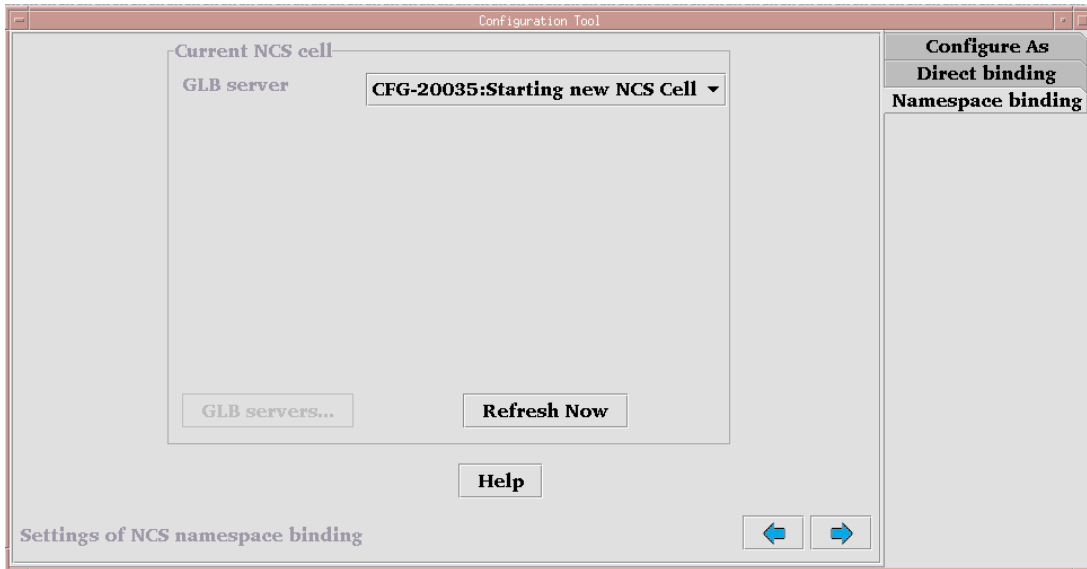 Configuration Tool
Current NCS cell
GLB server
CFG-20035:Starting new NCS Cell
GLB servers...
Refresh Now
Help
Settings of NCS namespace binding
Configure As
Direct binding
Namespace binding